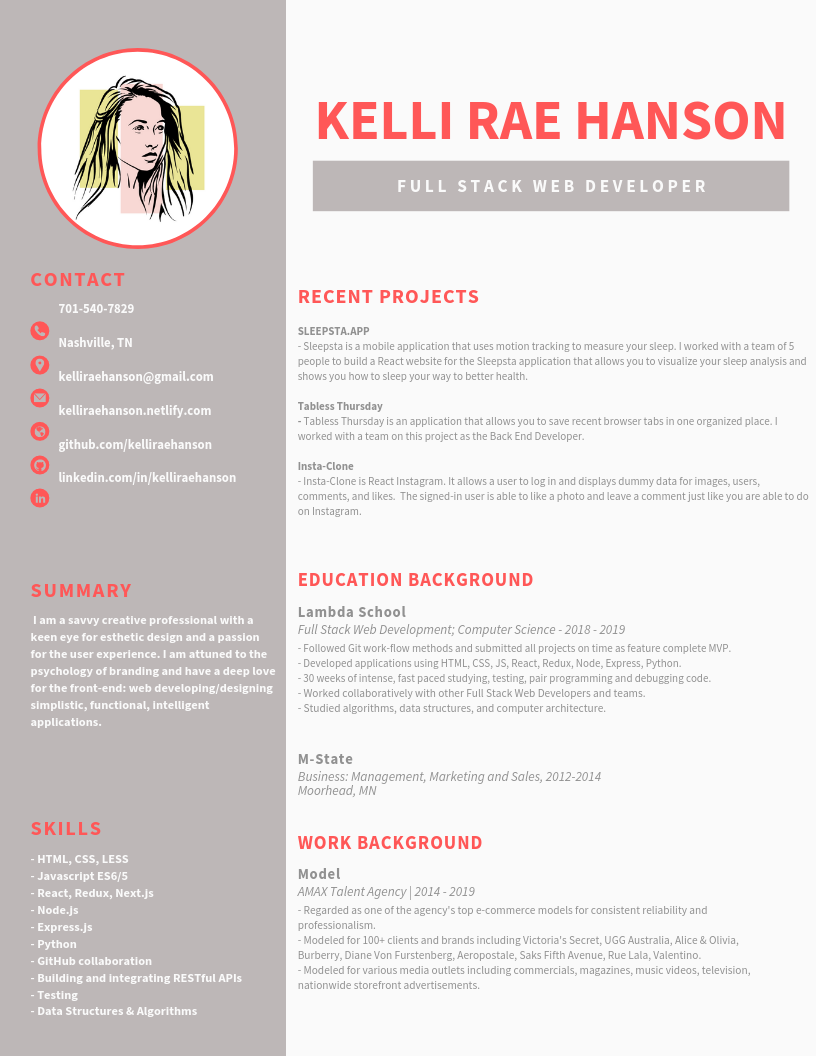 KELLI RAE HANSON
FULL STACK WEB DEVELOPER
CONTACT
701-540-7829
Nashville, TN
kelliraehanson@gmail.com
kelliraehanson.netlify.com
github.com/kelliraehanson
linkedin.com/in/kelliraehanson
SUMMARY
I am a savvy creative professional with a
keen eye for esthetic design and a passion
for the user experience. I am attuned to the
psychology of branding and have a deep love
for the front-end: web developing/designing
simplistic, functional, intelligent
applications.
SKILLS
- HTML, CSS, LESS
- Javascript ES6/5
- React, Redux, Next.js
- Node.js
- Express.js
- Python
- GitHub collaboration
- Building and integrating RESTful APIs
- Testing
- Data Structures & Algorithms
RECENT PROJECTS
SLEEPSTA.APP
- Sleepsta is a mobile application that uses motion tracking to measure your sleep. I worked with a team of 5
people to build a React website for the Sleepsta application that allows you to visualize your sleep analysis and
shows you how to sleep your way to better health.
Tabless Thursday
- Tabless Thursday is an application that allows you to save recent browser tabs in one organized place. I
worked with a team on this project as the Back End Developer.
Insta-Clone
- Insta-Clone is React Instagram. It allows a user to log in and displays dummy data for images, users,
comments, and likes.  The signed-in user is able to like a photo and leave a comment just like you are able to do
on Instagram.
EDUCATION BACKGROUND
Lambda School
Full Stack Web Development; Computer Science - 2018 - 2019
- Followed Git work-flow methods and submitted all projects on time as feature complete MVP.
- Developed applications using HTML, CSS, JS, React, Redux, Node, Express, Python.
- 30 weeks of intense, fast paced studying, testing, pair programming and debugging code.
- Worked collaboratively with other Full Stack Web Developers and teams.
- Studied algorithms, data structures, and computer architecture.
M-State
Business: Management, Marketing and Sales, 2012-2014
Moorhead, MN
WORK BACKGROUND
Model
AMAX Talent Agency | 2014 - 2019
- Regarded as one of the agency's top e-commerce models for consistent reliability and
professionalism.
- Modeled for 100+ clients and brands including Victoria's Secret, UGG Australia, Alice & Olivia,
Burberry, Diane Von Furstenberg, Aeropostale, Saks Fifth Avenue, Rue Lala, Valentino.
- Modeled for various media outlets including commercials, magazines, music videos, television,
nationwide storefront advertisements.